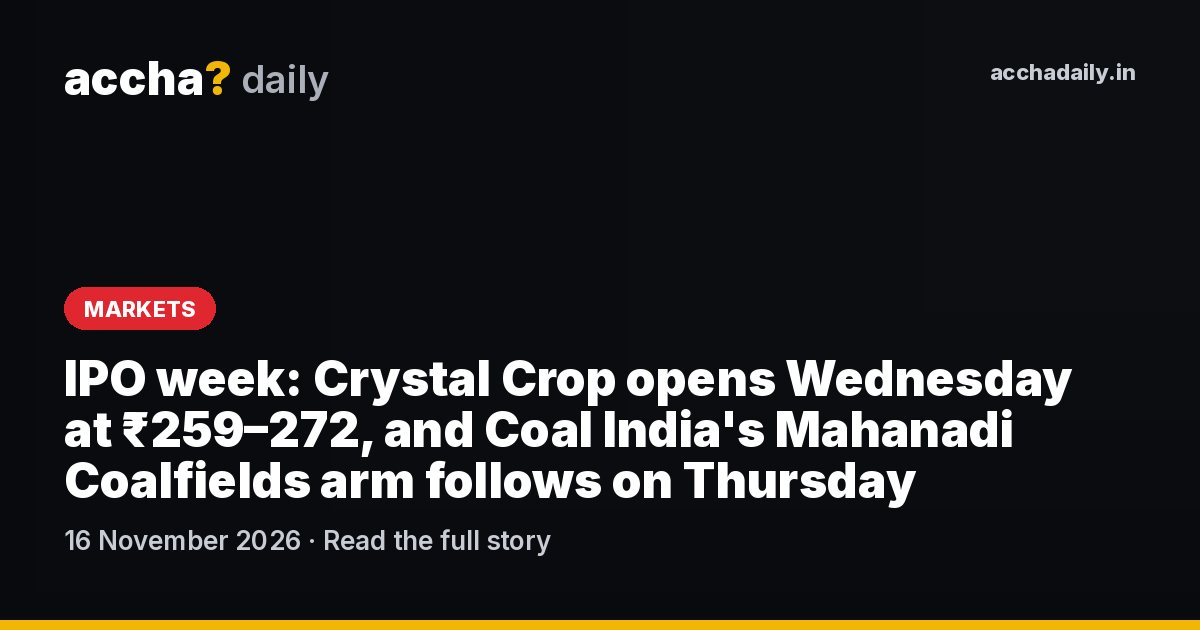 accha? daily
acchadaily.in
MARKETS
IPO week: Crystal Crop opens Wednesday
at ₹259–272, and Coal India's Mahanadi
Coalfields arm follows on Thursday
16 November 2026 · Read the full story